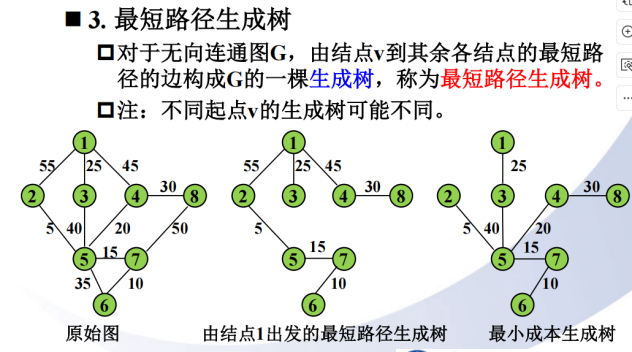 ■ 3. 最短路径生成树
对于无向连通图G，由结点v到其余各结点的最短路
径的边构成G的一棵生成树，称为最短路径生成树。
注：不同起点v的生成树可能不同。
1
55 25 45
2 3 4 30 8
5 40 20 50
5 15 7
35 10
6
原始图
1
55 25 45
2 3 4 30 8
5
5 15 7
10
6
由结点1出发的最短路径生成树
1
25
2 3 4 30 8
5 40 20
5 15 7
10
6
最小成本生成树